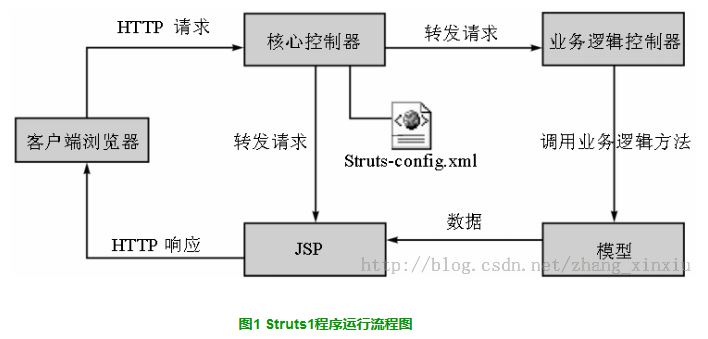 HTTP 请求
核心控制器
转发请求
业务逻辑控制器
客户端浏览器
转发请求
Struts-config.xml
调用业务逻辑方法
HTTP 响应
JSP
数据
模型
http://blog.csdn.net/zhang_xinxiu
图1 Struts1程序运行流程图